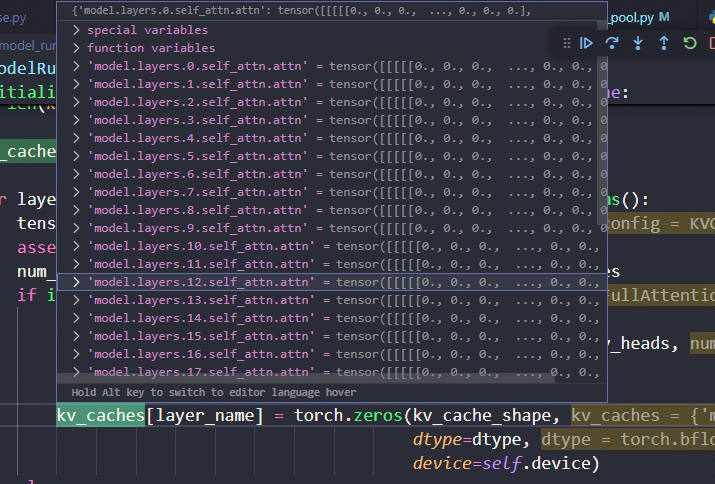 se.py
{'model.layers.0.self_attn.attn': tensor([[[[[0., 0., 0.,  ..., 0., 0., 0.],
_pool.py M
model_run
> special variables
> function variables
odelRu
> 'model.layers.0.self_attn.attn' = tensor([[[[[0., 0., 0.,  ..., 0., 0., 0
itiali
> 'model.layers.1.self_attn.attn' = tensor([[[[[0., 0., 0.,  ..., 0., 0., 0
e:
> 'model.layers.2.self_attn.attn' = tensor([[[[[0., 0., 0.,  ..., 0., 0., 0
> 'model.layers.3.self_attn.attn' = tensor([[[[[0., 0., 0.,  ..., 0., 0., 0
> 'model.layers.4.self_attn.attn' = tensor([[[[[0., 0., 0.,  ..., 0., 0., 0
_cache
> 'model.layers.5.self_attn.attn' = tensor([[[[[0., 0., 0.,  ..., 0., 0., 0
> 'model.layers.6.self_attn.attn' = tensor([[[[[0., 0., 0.,  ..., 0., 0., 0
> 'model.layers.7.self_attn.attn' = tensor([[[[[0., 0., 0.,  ..., 0., 0., 0
r laye
> 'model.layers.8.self_attn.attn' = tensor([[[[[0., 0., 0.,  ..., 0., 0., 0
s():
tens
> 'model.layers.9.self_attn.attn' = tensor([[[[[0., 0., 0.,  ..., 0., 0., 0
config = KVC
asse
> 'model.layers.10.self_attn.attn' = tensor([[[[[0., 0., 0.,  ..., 0., 0.,
> 'model.layers.11.self_attn.attn' = tensor([[[[[0., 0., 0.,  ..., 0., 0.,
num_
es
> 'model.layers.12.self_attn.attn' = tensor([[[[[0., 0., 0.,  ..., 0., 0.,
if i
> 'model.layers.13.self_attn.attn' = tensor([[[[[0., 0., 0.,  ..., 0., 0.,
ullAttentio
> 'model.layers.14.self_attn.attn' = tensor([[[[[0., 0., 0.,  ..., 0., 0.,
> 'model.layers.15.self_attn.attn' = tensor([[[[[0., 0., 0.,  ..., 0., 0.,
v_heads, num
> 'model.layers.16.self_attn.attn' = tensor([[[[[0., 0., 0.,  ..., 0., 0.,
> 'model.layers.17.self_attn.attn' = tensor([[[[[0., 0., 0.,  ..., 0., 0.,
Hold Alt key to switch to editor language hover
kv_caches[layer_name] = torch.zeros(kv_cache_shape, kv_caches = {'m
dtype=dtype, dtype = torch.bflo
device=self.device)